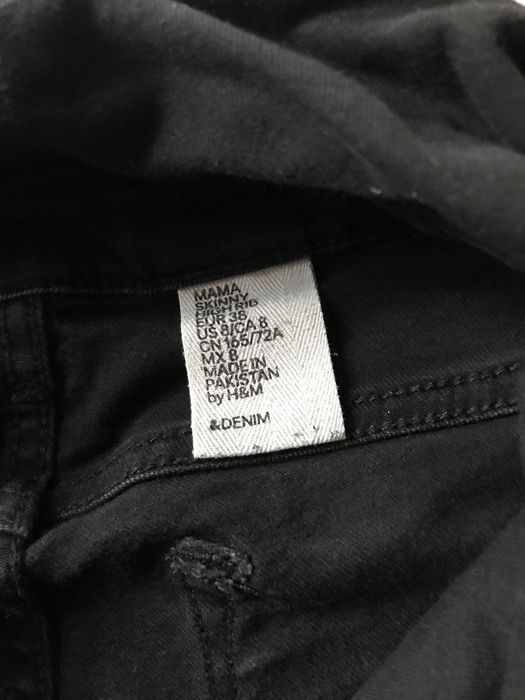 MAMA
SKINNY
HIGH RIB
EUR 38
US 8/CA 8
CN 165/72A
MX 8
MADE IN
PAKISTAN
by H&M
&DENIM